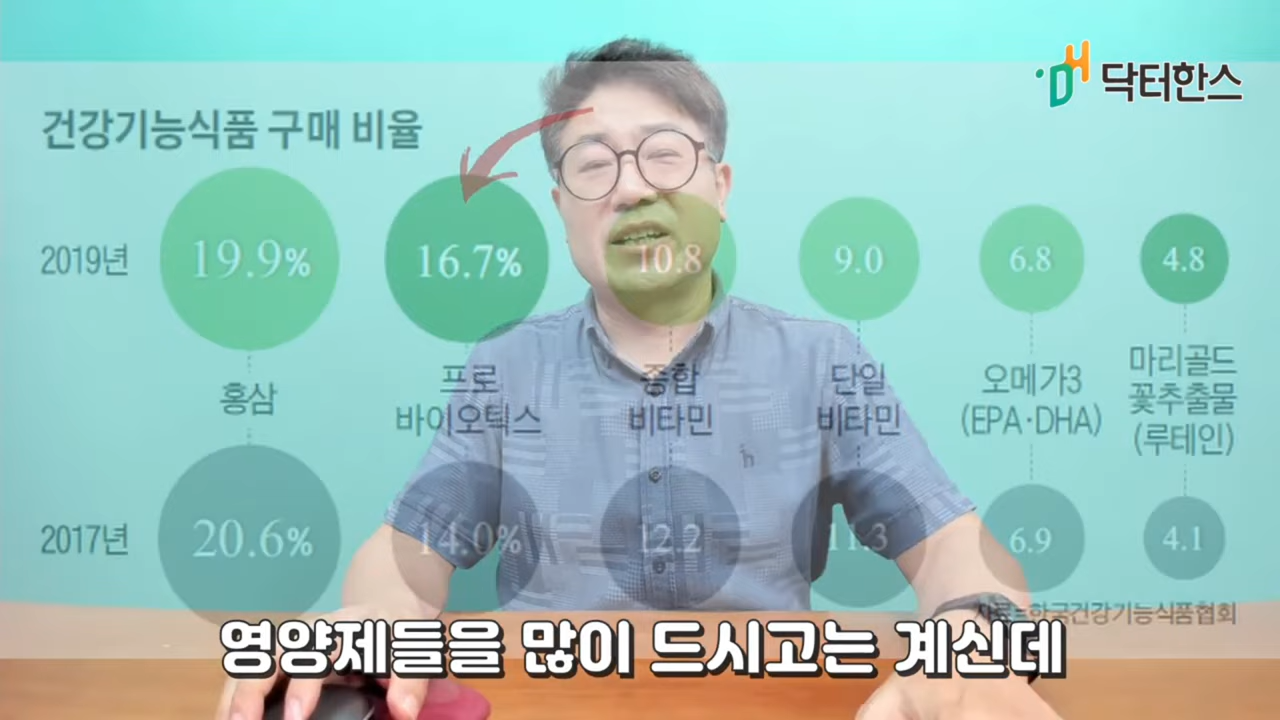 닥터한스
건강기능식품 구매 비율
2019년
19.9%
16.7%
10.8
9.0
6.8
4.8
홍삼
프로
바이오틱스
종합
비타민
단일
비타민
오메가3
(EPA·DHA)
마리골드
꽃추출물
(루테인)
2017년
20.6%
14.0%
12.2
11.3
6.9
4.1
자료=한국건강기능식품협회
영양제들을 많이 드시고는 계신데